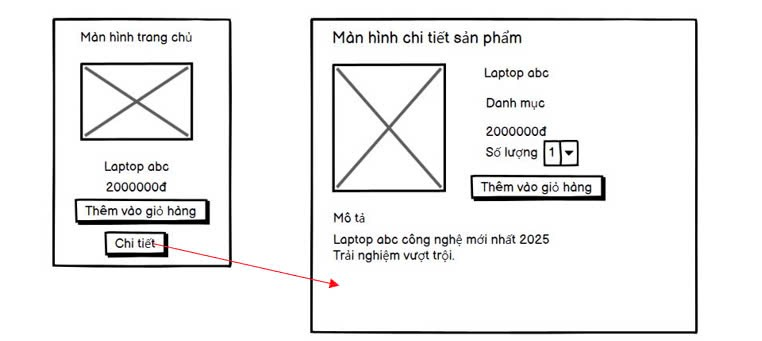 Màn hình trang chủ
Laptop abc
2000000đ
Thêm vào giỏ hàng
Chi tiết
Màn hình chi tiết sản phẩm
Laptop abc
Danh mục
2000000đ
Số lượng 1
Thêm vào giỏ hàng
Mô tả
Laptop abc công nghệ mới nhất 2025
Trải nghiệm vượt trội.